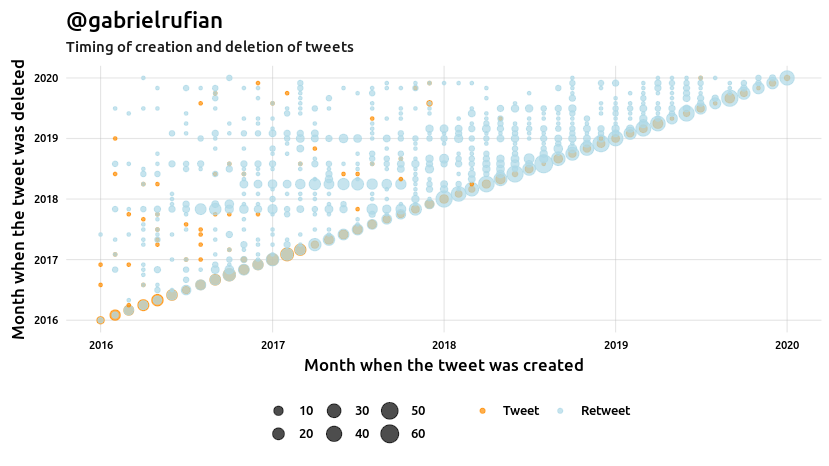 @gabrielrufian
Timing of creation and deletion of tweets
Month when the tweet was deleted
2020
2019
2018
2017
2016
2016 2017 2018 2019 2020
Month when the tweet was created
10 30 50 Tweet Retweet
20 40 60